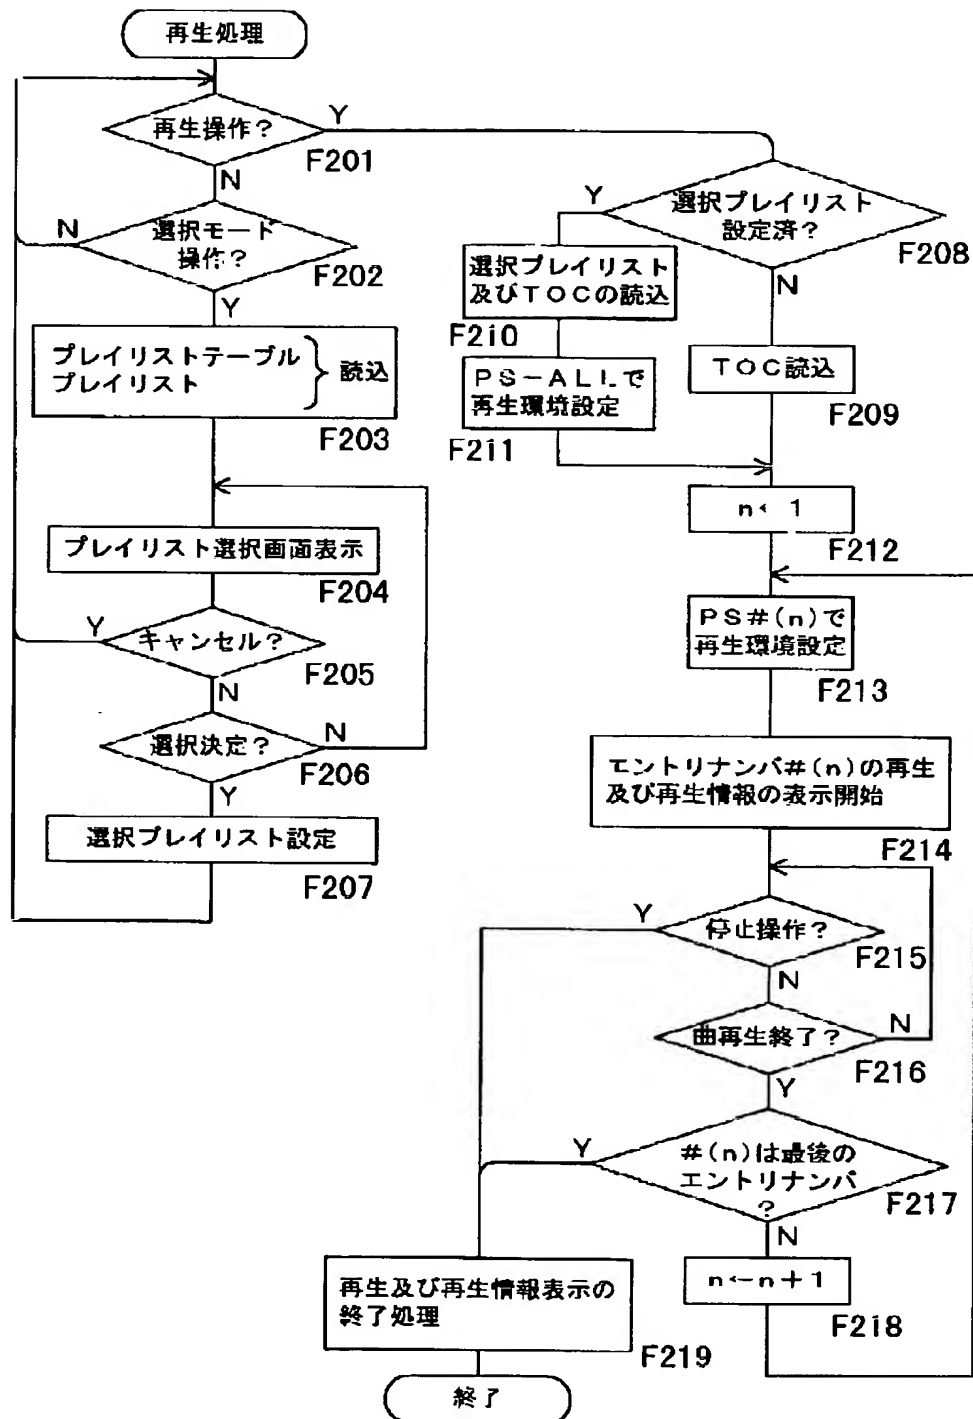 再生処理
再生操作?
Y
F201
N
選択モード
操作?
N
F202
Y
プレイリストテーブル
プレイリスト
読込
F203
プレイリスト選択画面表示
F204
キャンセル?
Y
F205
N
選択決定?
N
F206
Y
選択プレイリスト設定
F207
選択プレイリスト
設定済?
Y
F208
N
選択プレイリスト
及びTOCの読込
F210
TOC読込
F209
PS-ALLで
再生環境設定
F211
n← 1
F212
PS#(n)で
再生環境設定
F213
エントリナンバ#(n)の再生
及び再生情報の表示開始
F214
停止操作?
Y
F215
N
曲再生終了?
N
F216
Y
#(n)は最後の
エントリナンバ
?
Y
F217
N
n←n+1
F218
再生及び再生情報表示の
終了処理
F219
終了